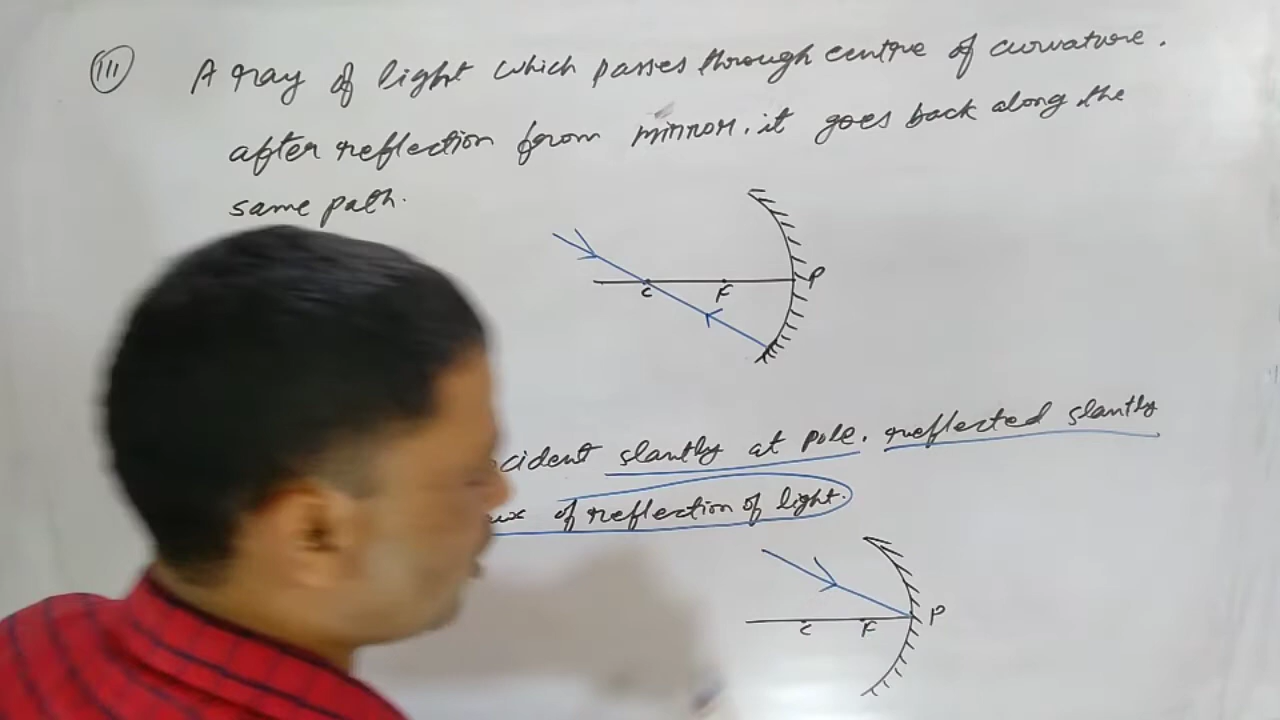 (III) A ray of light which passes through centre of curvature.
after reflection from mirror. it goes back along the
same path.
C F P
cident slantly at pole. reflected slantly
of reflection of light.
C F P